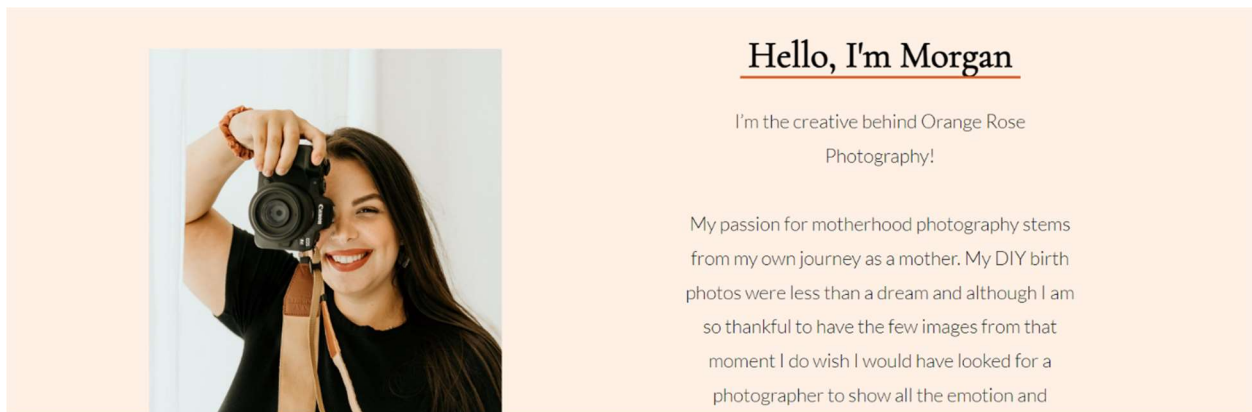 Hello, I'm Morgan
I'm the creative behind Orange Rose
Photography!
My passion for motherhood photography stems
from my own journey as a mother. My DIY birth
photos were less than a dream and although I am
so thankful to have the few images from that
moment I do wish I would have looked for a
photographer to show all the emotion and
Canon